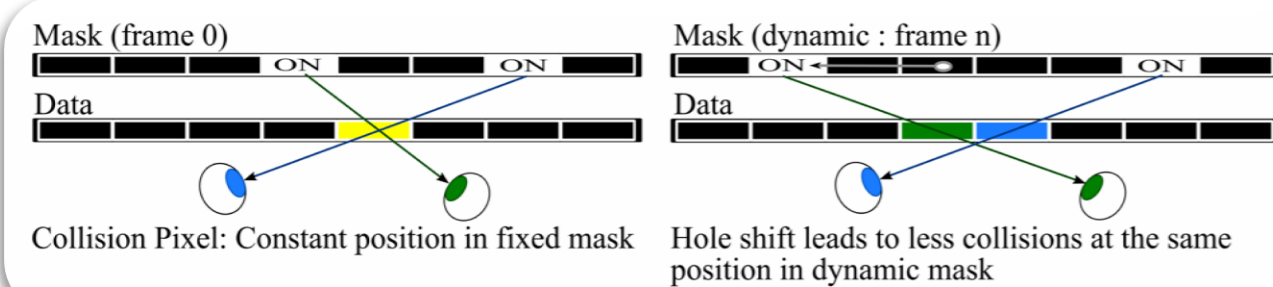 Mask (frame 0)
ON
ON
Data
Collision Pixel: Constant position in fixed mask
Mask (dynamic : frame n)
ON
ON
Data
Hole shift leads to less collisions at the same
position in dynamic mask